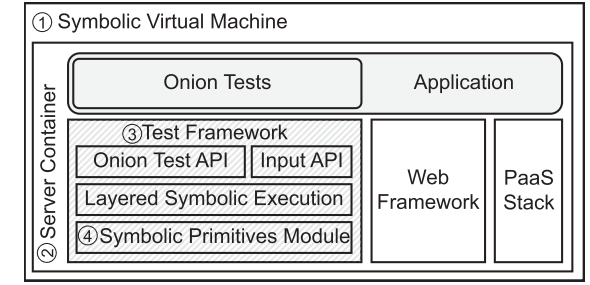 ① Symbolic Virtual Machine
② Server Container
Onion Tests
Application
③Test Framework
Onion Test API
Input API
Layered Symbolic Execution
④Symbolic Primitives Module
Web
Framework
PaaS
Stack